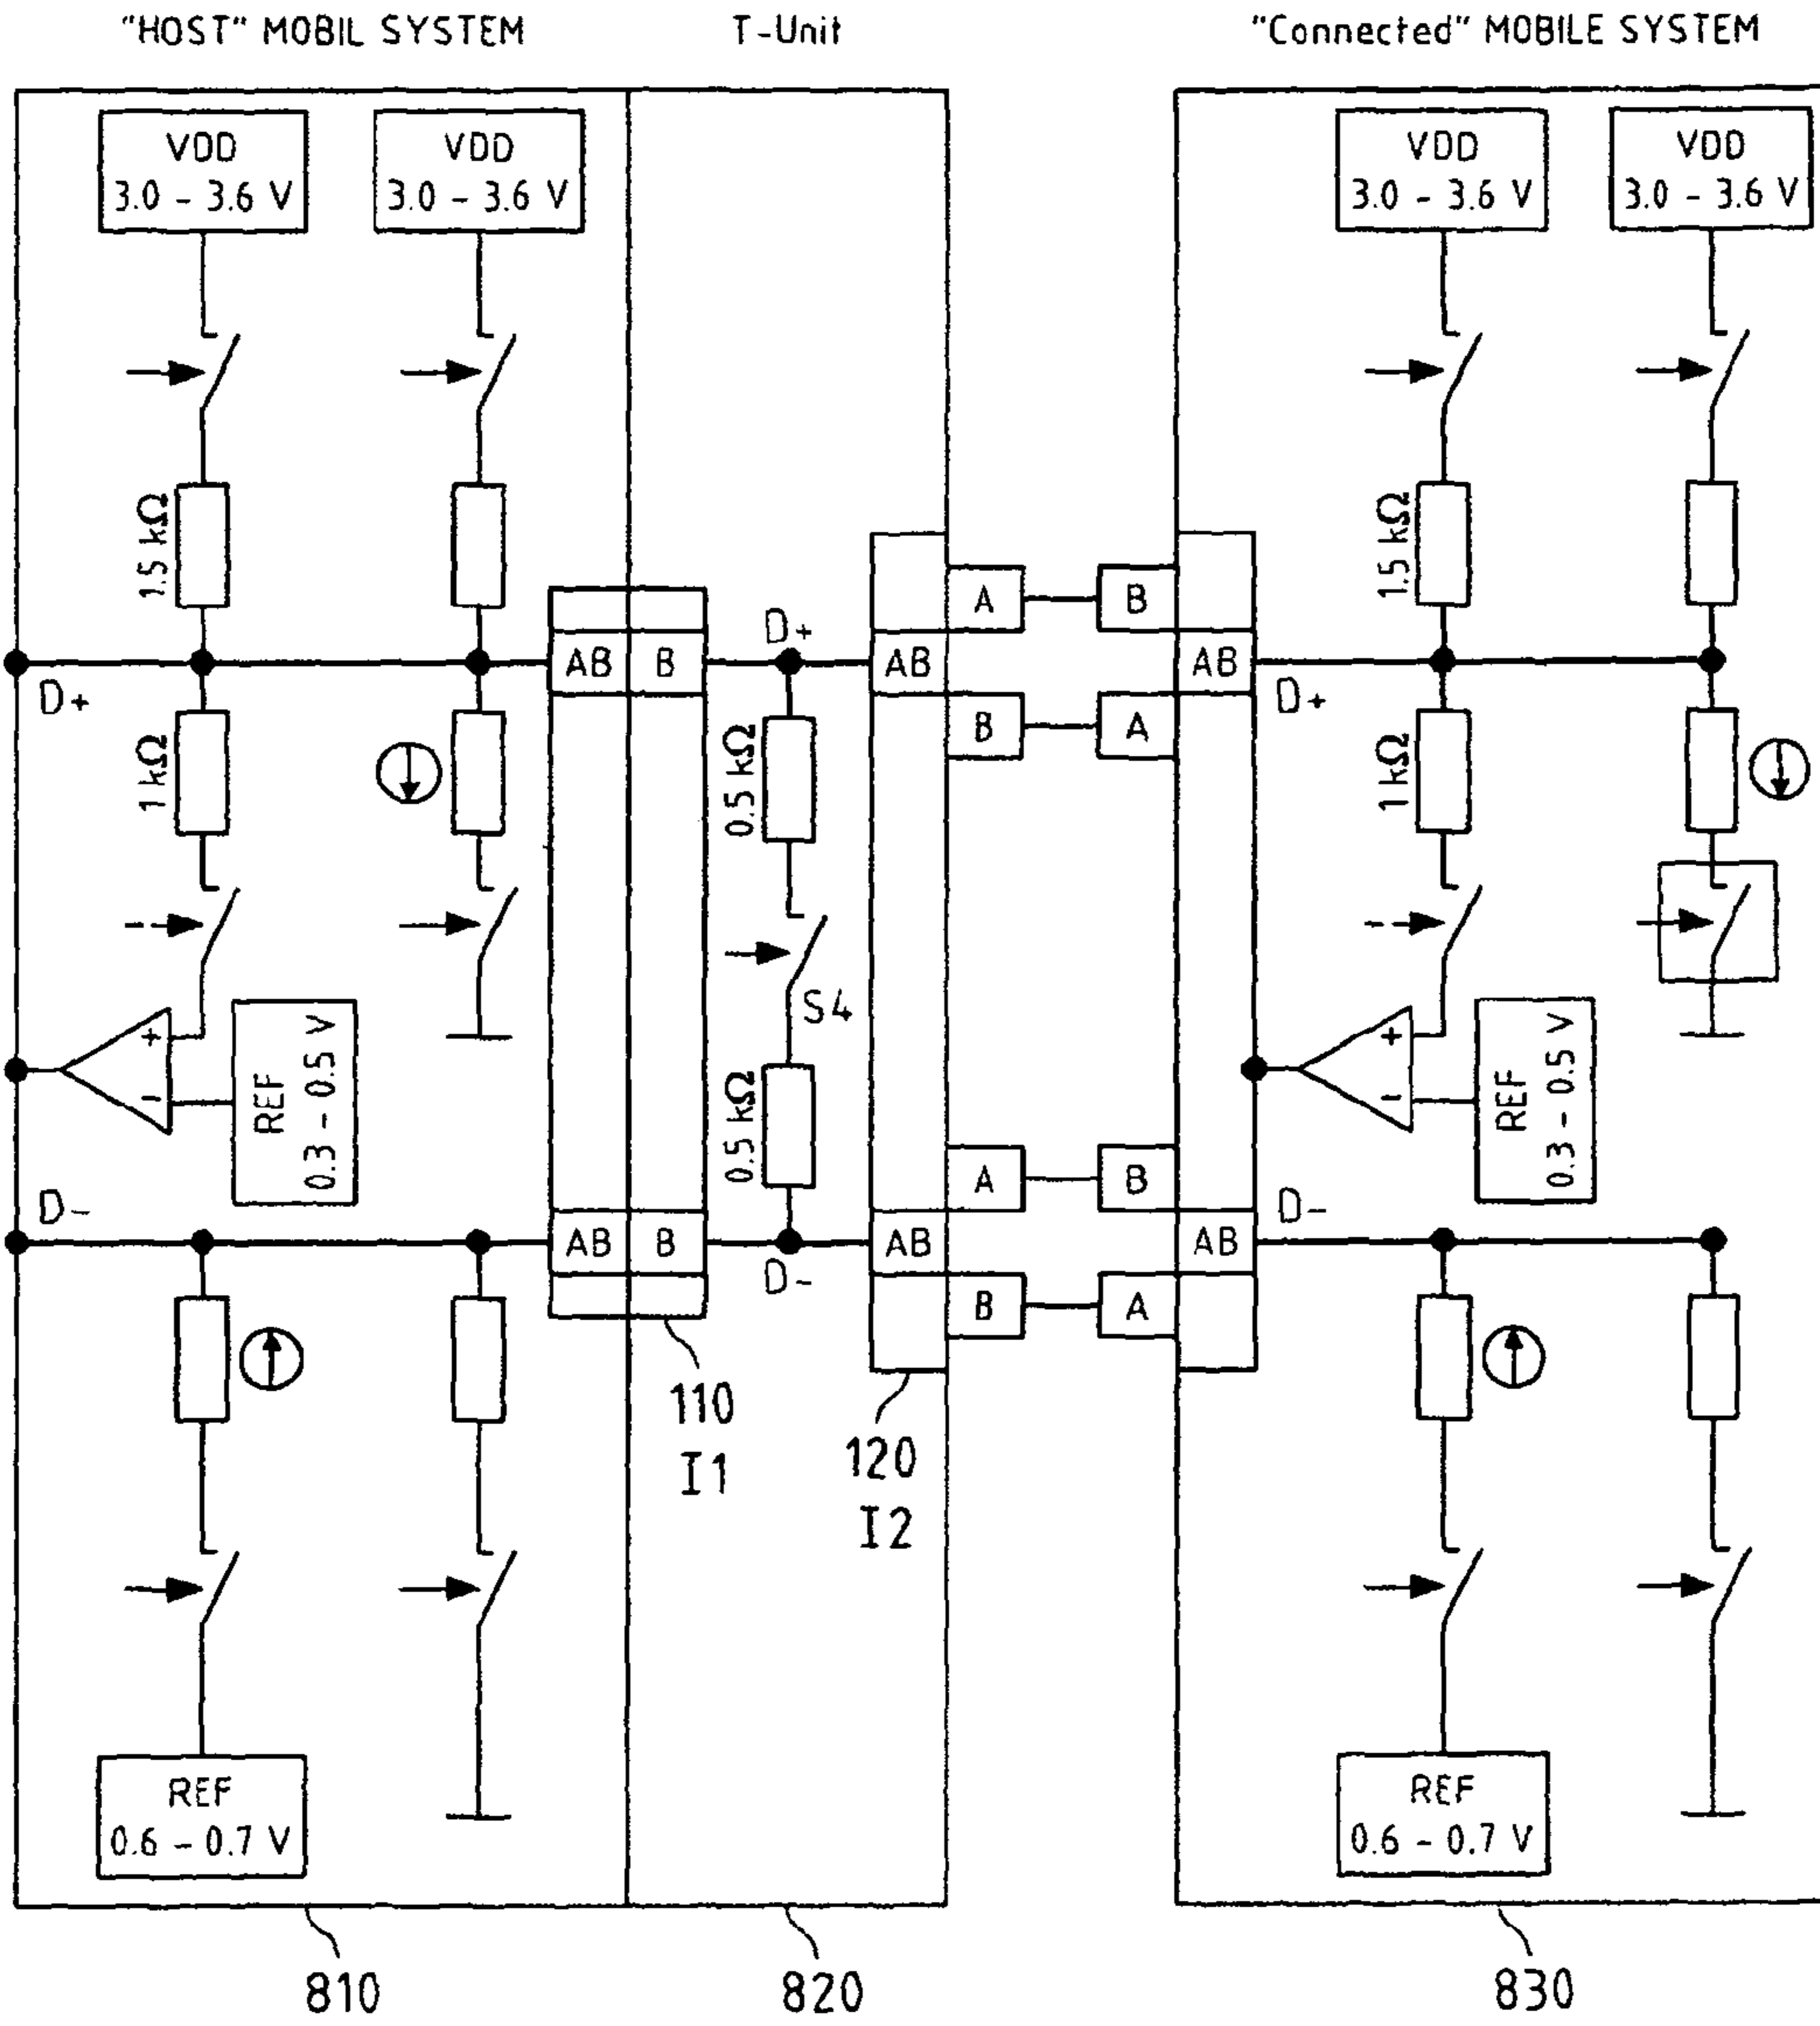 "HOST" MOBIL SYSTEM
T-Unit
"Connected" MOBILE SYSTEM
VDD
3.0 - 3.6 V
VDD
3.0 - 3.6 V
VDD
3.0 - 3.6 V
VDD
3.0 - 3.6 V
1.5 kΩ
1.5 kΩ
A
B
D+
AB
B
AB
AB
D+
D+
B
A
1 kΩ
0.5 kΩ
1 kΩ
S4
+
-
REF
0.3 - 0.5 V
0.5 kΩ
+
-
REF
0.3 - 0.5 V
A
B
D-
D-
AB
B
AB
AB
D-
B
A
110
I1
120
I2
REF
0.6 - 0.7 V
REF
0.6 - 0.7 V
810
820
830